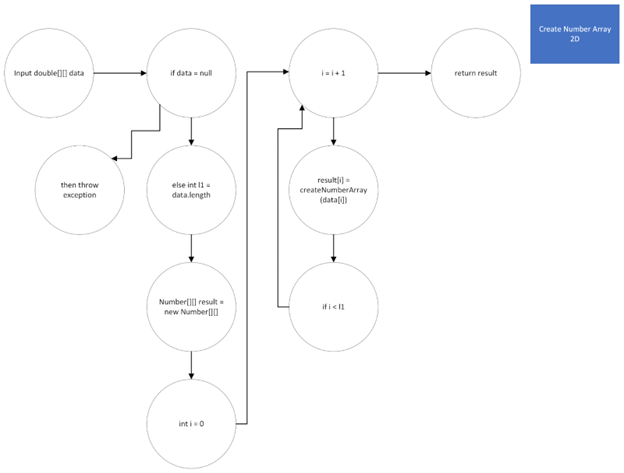 Create Number Array
2D
Input double[][] data
if data = null
i = i + 1
return result
then throw
exception
else int l1 =
data.length
result[i] =
createNumberArray
(data[i])
Number[][] result =
new Number[][]
if i < l1
int i = 0